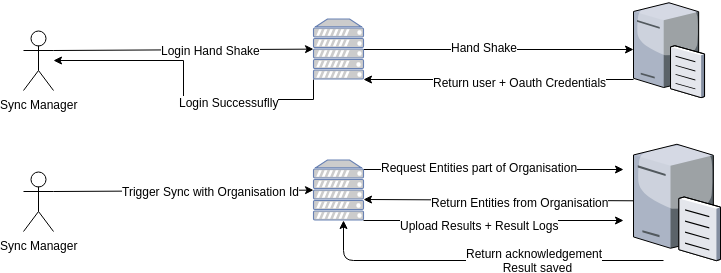 Login Hand Shake
Hand Shake
Return user + Oauth Credentials
Login Successuflly
Sync Manager
Trigger Sync with Organisation Id
Request Entities part of Organisation
Return Entities from Organisation
Upload Results + Result Logs
Return acknowledgement
Result saved
Sync Manager